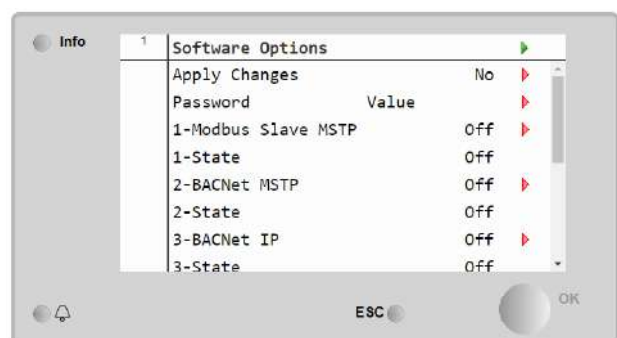 Info
1 Software Options
Apply Changes No
Password Value
1-Modbus Slave MSTP Off
1-State Off
2-BACNet MSTP Off
2-State Off
3-BACNet IP Off
3-State Off
ESC OK